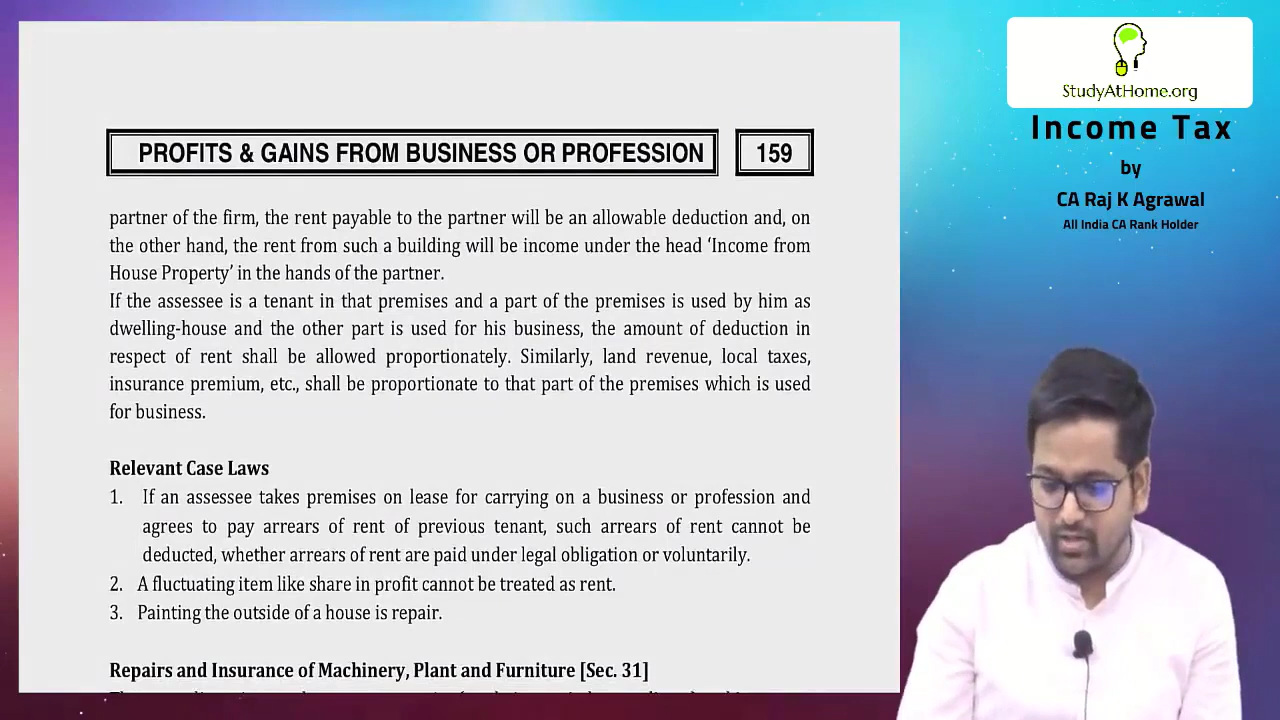 PROFITS & GAINS FROM BUSINESS OR PROFESSION
159
partner of the firm, the rent payable to the partner will be an allowable deduction and, on
the other hand, the rent from such a building will be income under the head ‘Income from
House Property’ in the hands of the partner.
If the assessee is a tenant in that premises and a part of the premises is used by him as
dwelling-house and the other part is used for his business, the amount of deduction in
respect of rent shall be allowed proportionately. Similarly, land revenue, local taxes,
insurance premium, etc., shall be proportionate to that part of the premises which is used
for business.
Relevant Case Laws
1. If an assessee takes premises on lease for carrying on a business or profession and
agrees to pay arrears of rent of previous tenant, such arrears of rent cannot be
deducted, whether arrears of rent are paid under legal obligation or voluntarily.
2. A fluctuating item like share in profit cannot be treated as rent.
3. Painting the outside of a house is repair.
Repairs and Insurance of Machinery, Plant and Furniture [Sec. 31]
StudyAtHome.org
Income Tax
by
CA Raj K Agrawal
All India CA Rank Holder